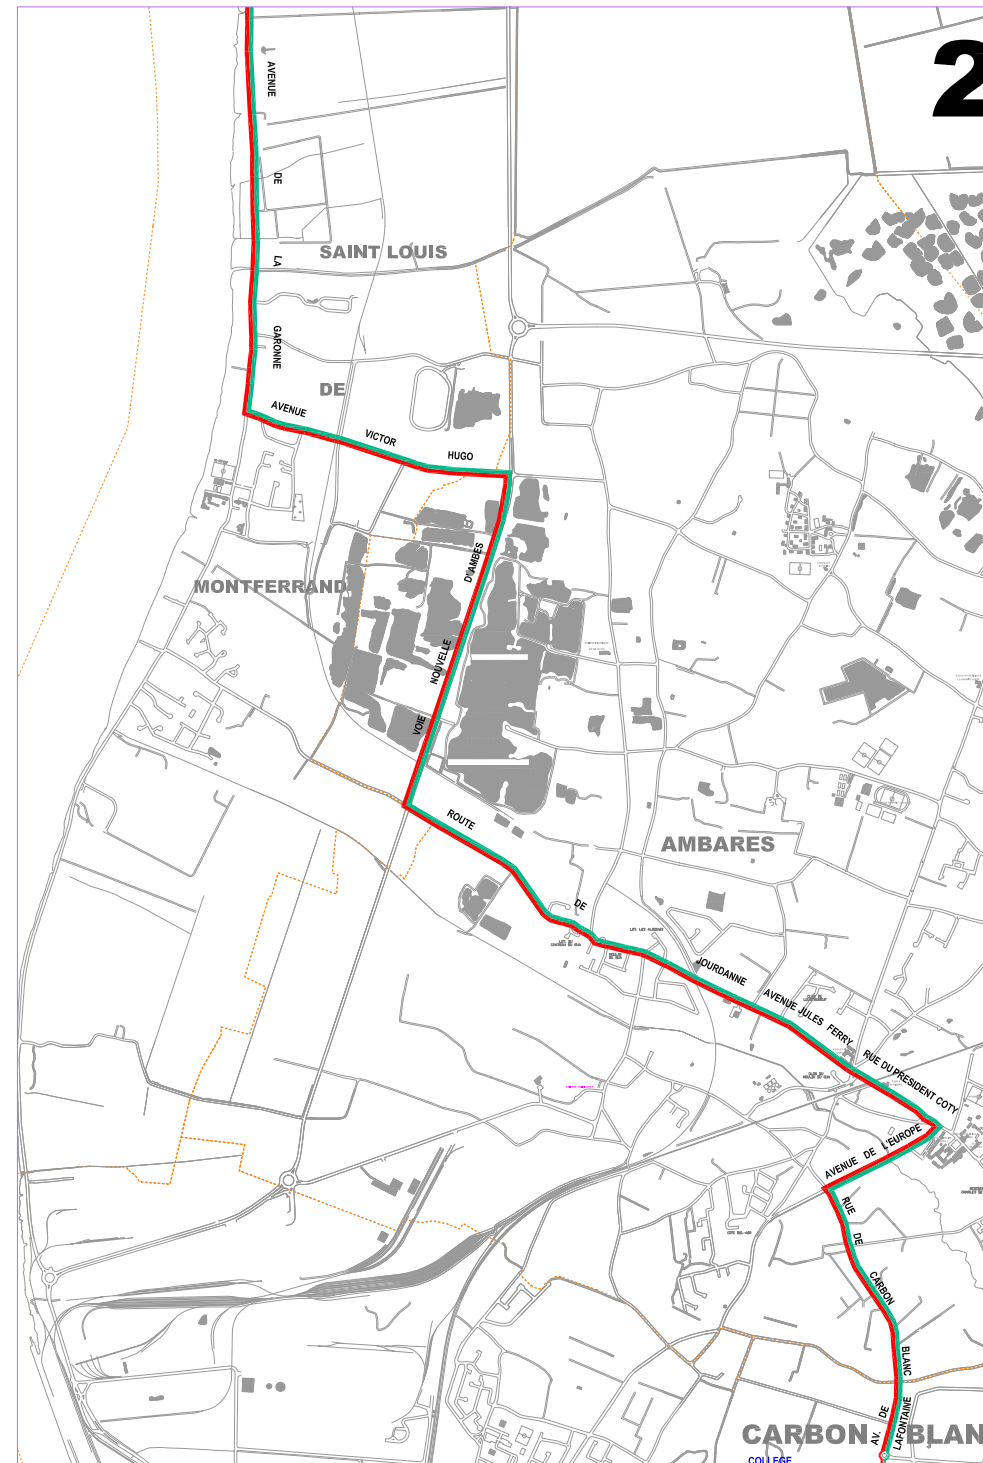 2
AVENUE
DE
LA
GARONNE
SAINT LOUIS
DE
AVENUE
VICTOR
HUGO
MONTFERRAND
D'AMBES
NOUVELLE
VOIE
ROUTE
DE
AMBARES
JOURDANNE
AVENUE JULES FERRY
RUE DU PRESIDENT COTY
AVENUE DE L'EUROPE
RUE
DE
CARBON
BLANC
AV. DE
LAFONTAINE
CARBON BLAN
COLLEGE